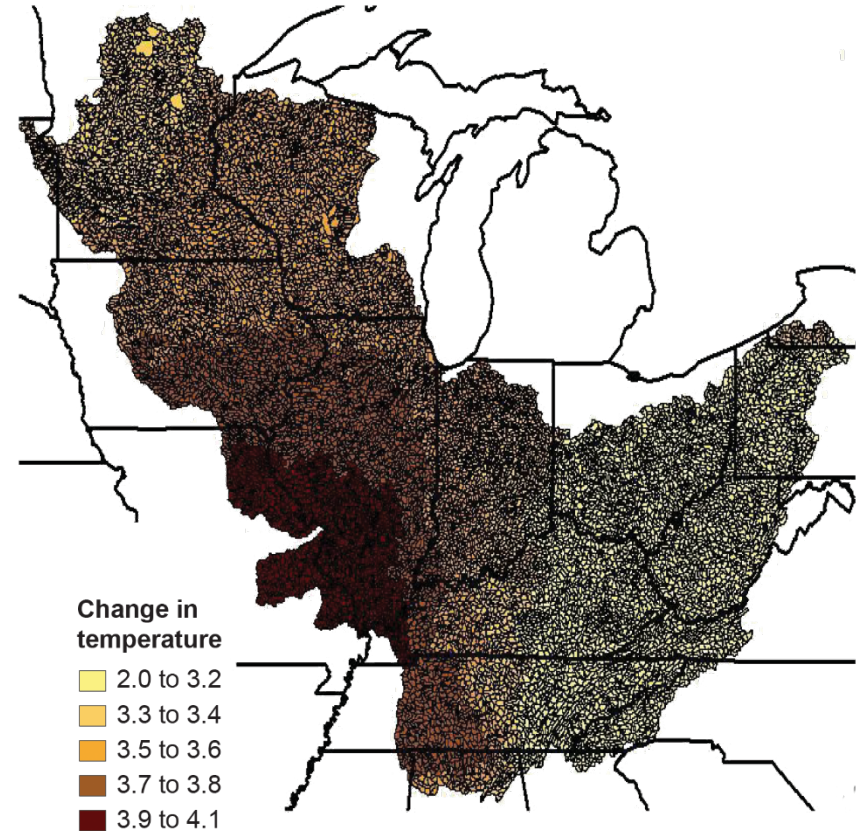 Change in
temperature
2.0 to 3.2
3.3 to 3.4
3.5 to 3.6
3.7 to 3.8
3.9 to 4.1